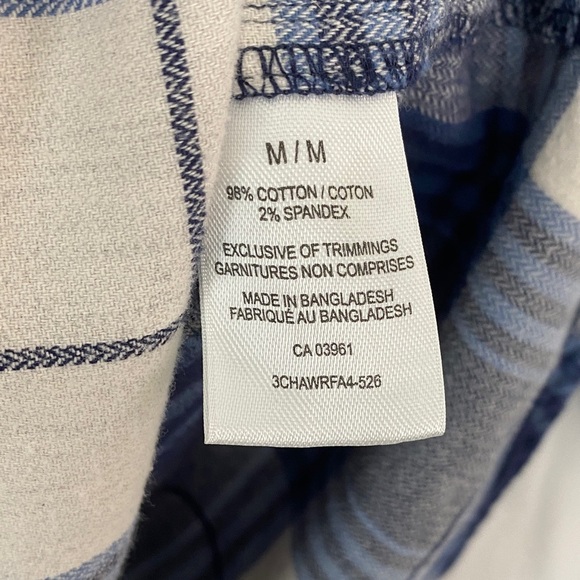 M / M
98% COTTON / COTON
2% SPANDEX
EXCLUSIVE OF TRIMMINGS
GARNITURES NON COMPRISES
MADE IN BANGLADESH
FABRIQUÉ AU BANGLADESH
CA 03961
3CHAWRFA4-526